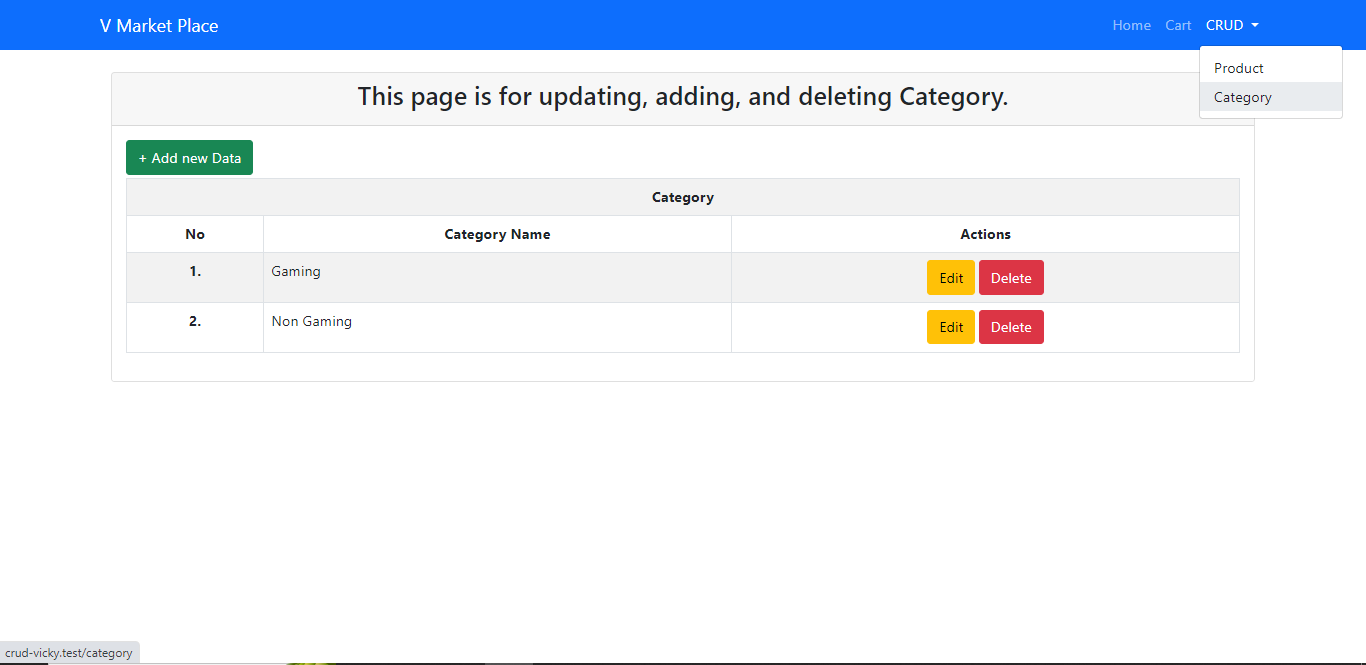 V Market Place
Home Cart CRUD
Product
Category
This page is for updating, adding, and deleting Category.
+ Add new Data
Category
No Category Name Actions
1. Gaming Edit Delete
2. Non Gaming Edit Delete
crud-vicky.test/category